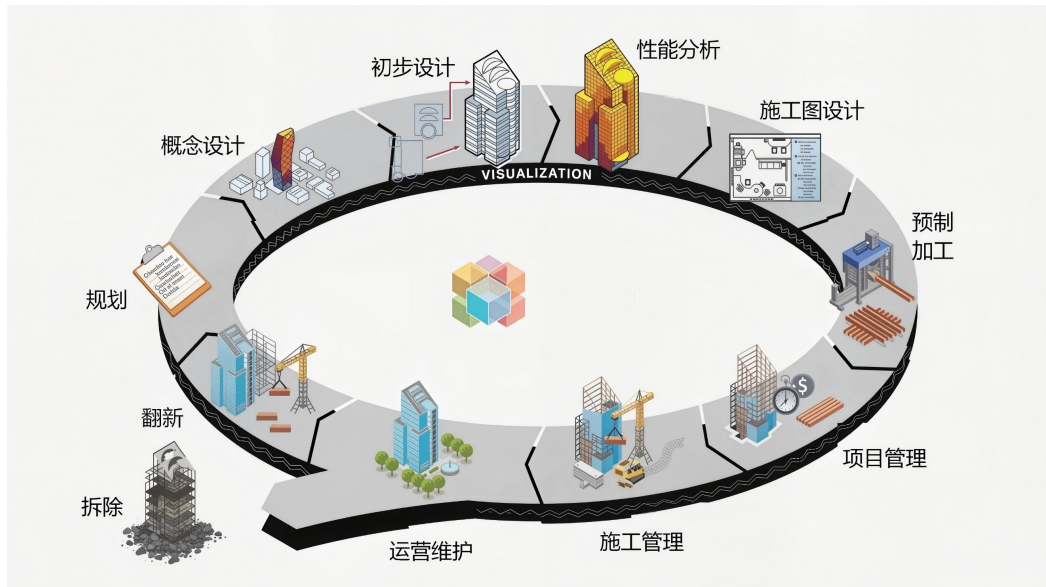 性能分析
初步设计
施工图设计
概念设计
VISUALIZATION
预制
加工
规划
$
翻新
项目管理
拆除
施工管理
运营维护